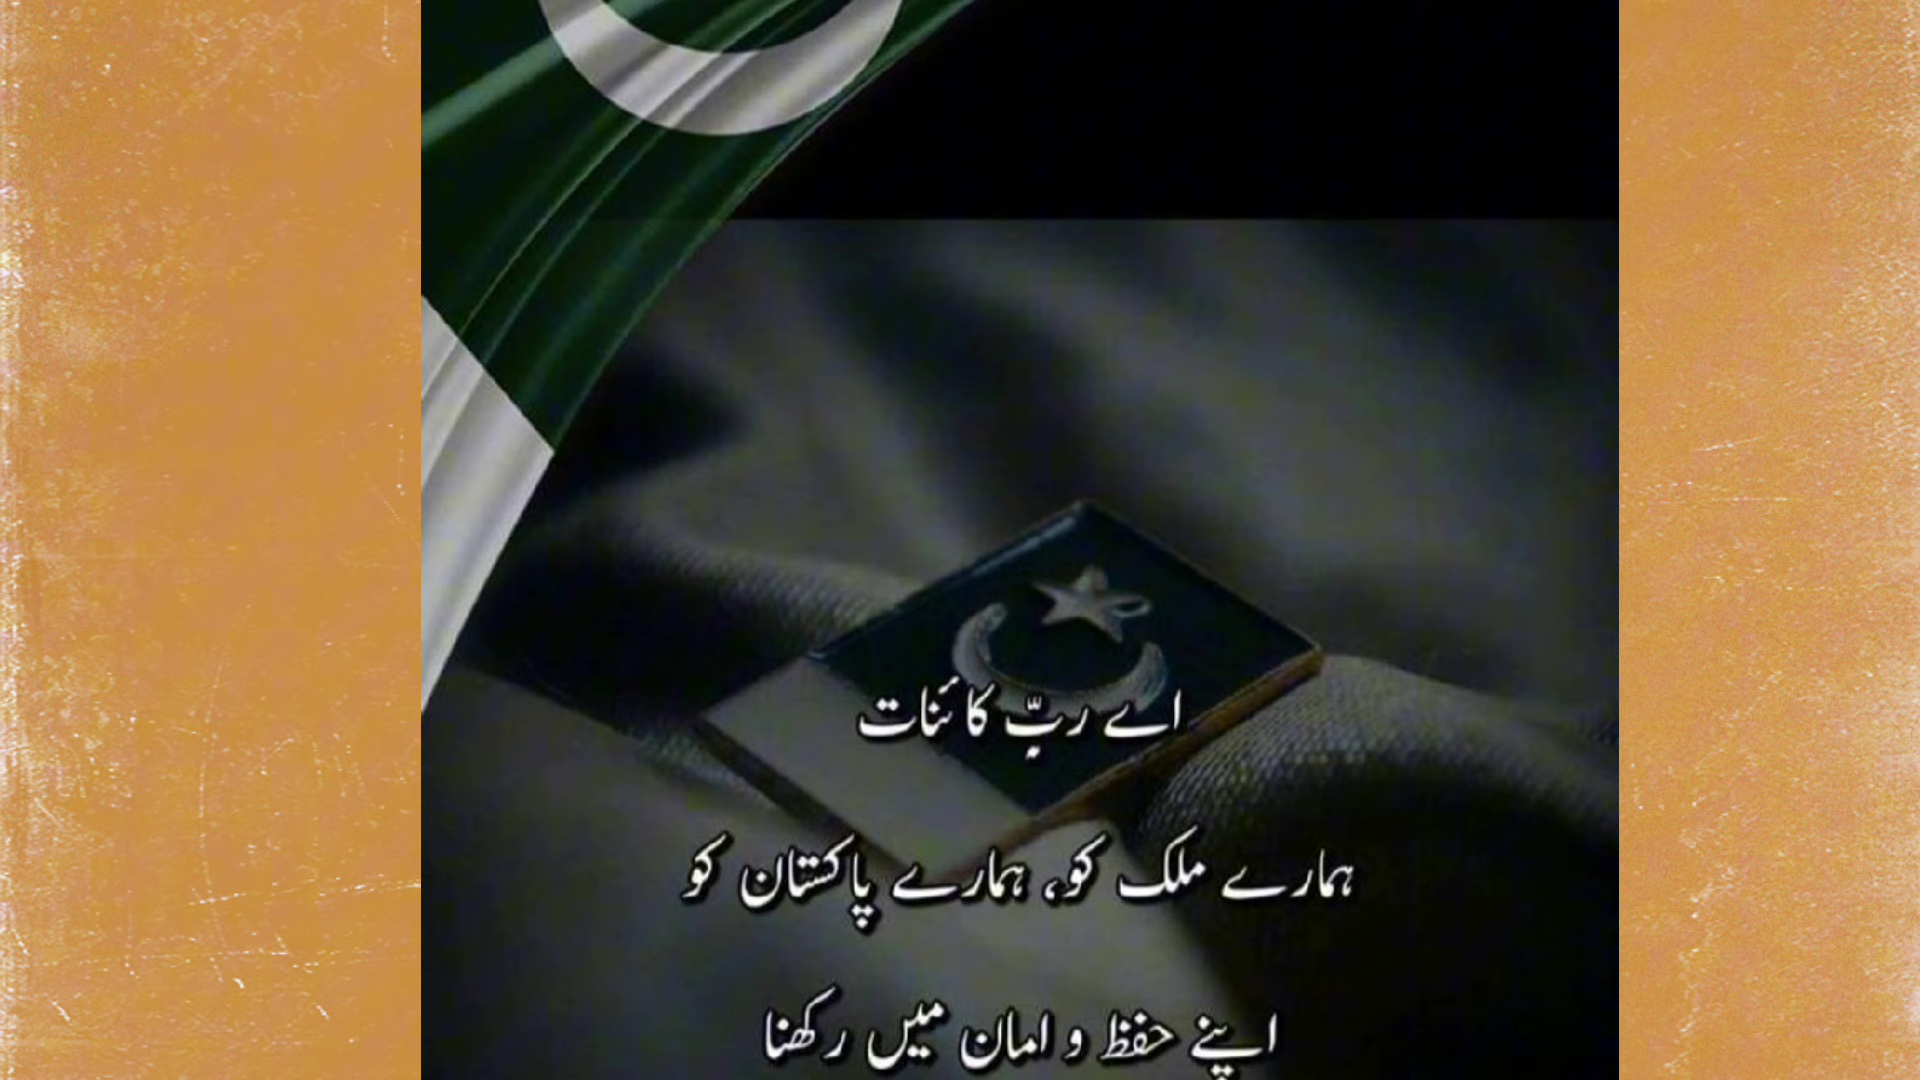 اے ربِّ کائنات
ہمارے ملک کو، ہمارے پاکستان کو
اپنے حفظ و امان میں رکھنا